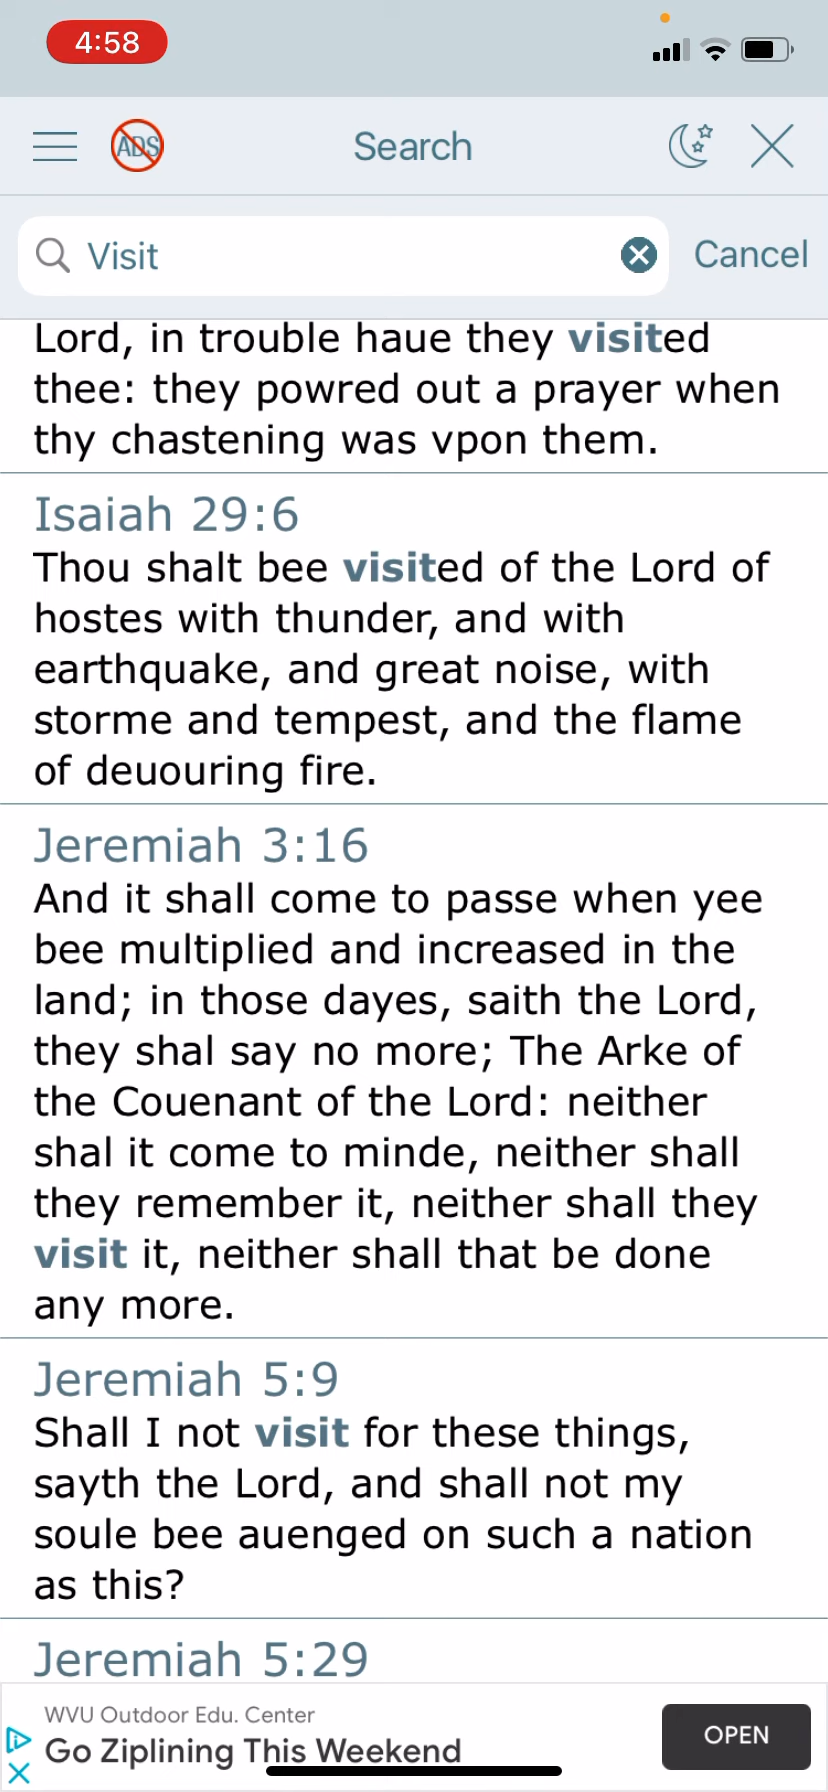 4:58
ADS
Search
Visit
Cancel
Lord, in trouble haue they visited
thee: they powred out a prayer when
thy chastening was vpon them.
Isaiah 29:6
Thou shalt bee visited of the Lord of
hostes with thunder, and with
earthquake, and great noise, with
storme and tempest, and the flame
of deuouring fire.
Jeremiah 3:16
And it shall come to passe when yee
bee multiplied and increased in the
land; in those dayes, saith the Lord,
they shal say no more; The Arke of
the Couenant of the Lord: neither
shal it come to minde, neither shall
they remember it, neither shall they
visit it, neither shall that be done
any more.
Jeremiah 5:9
Shall I not visit for these things,
sayth the Lord, and shall not my
soule bee auenged on such a nation
as this?
Jeremiah 5:29
WVU Outdoor Edu. Center
Go Ziplining This Weekend
OPEN